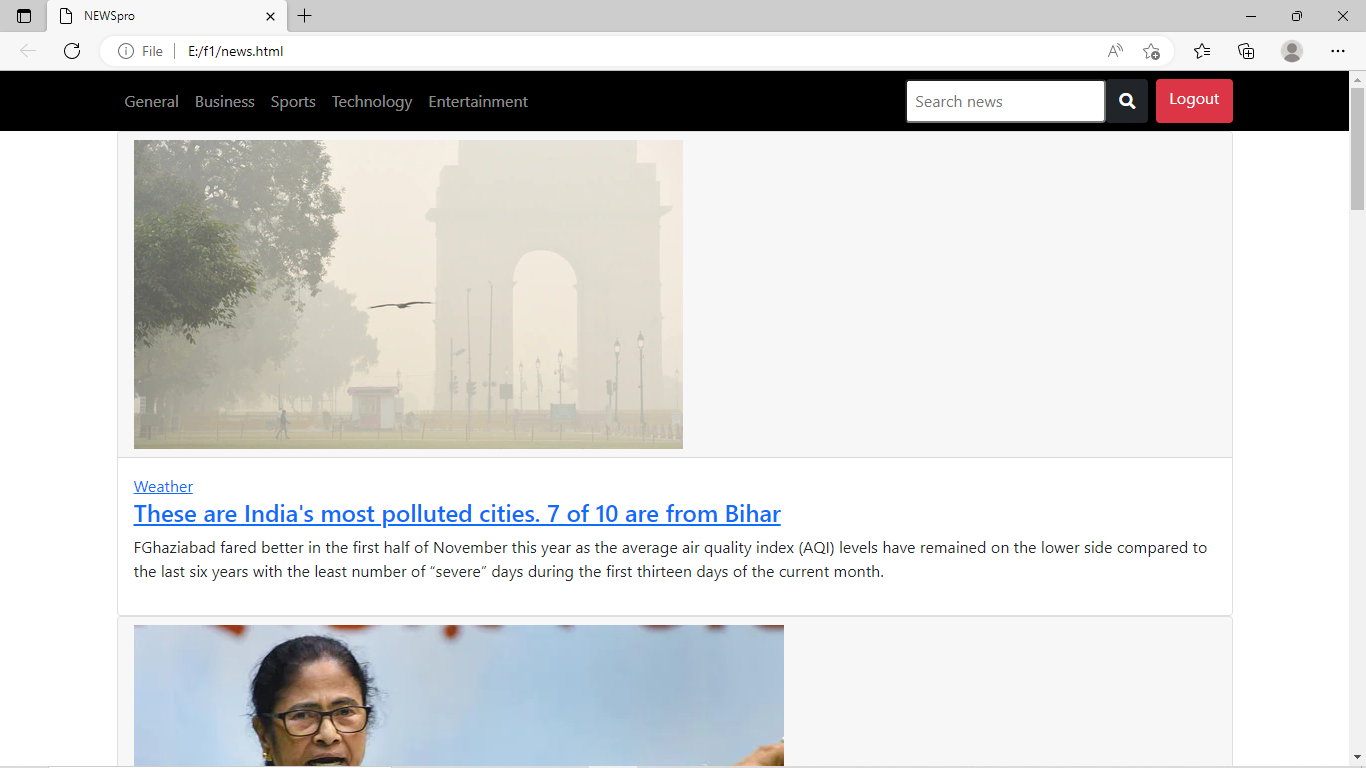 NEWSpro
File E:/f1/news.html
General Business Sports Technology Entertainment Search news Logout
Weather
These are India's most polluted cities. 7 of 10 are from Bihar
FGhaziabad fared better in the first half of November this year as the average air quality index (AQI) levels have remained on the lower side compared to
the last six years with the least number of “severe” days during the first thirteen days of the current month.